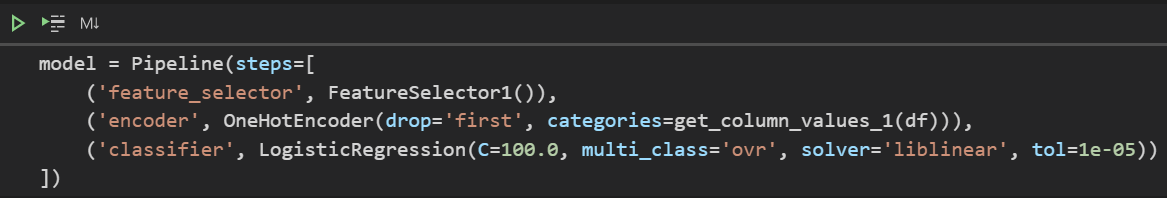 M↓
model = Pipeline(steps=[
    ('feature_selector', FeatureSelector1()),
    ('encoder', OneHotEncoder(drop='first', categories=get_column_values_1(df))),
    ('classifier', LogisticRegression(C=100.0, multi_class='ovr', solver='liblinear', tol=1e-05))
])